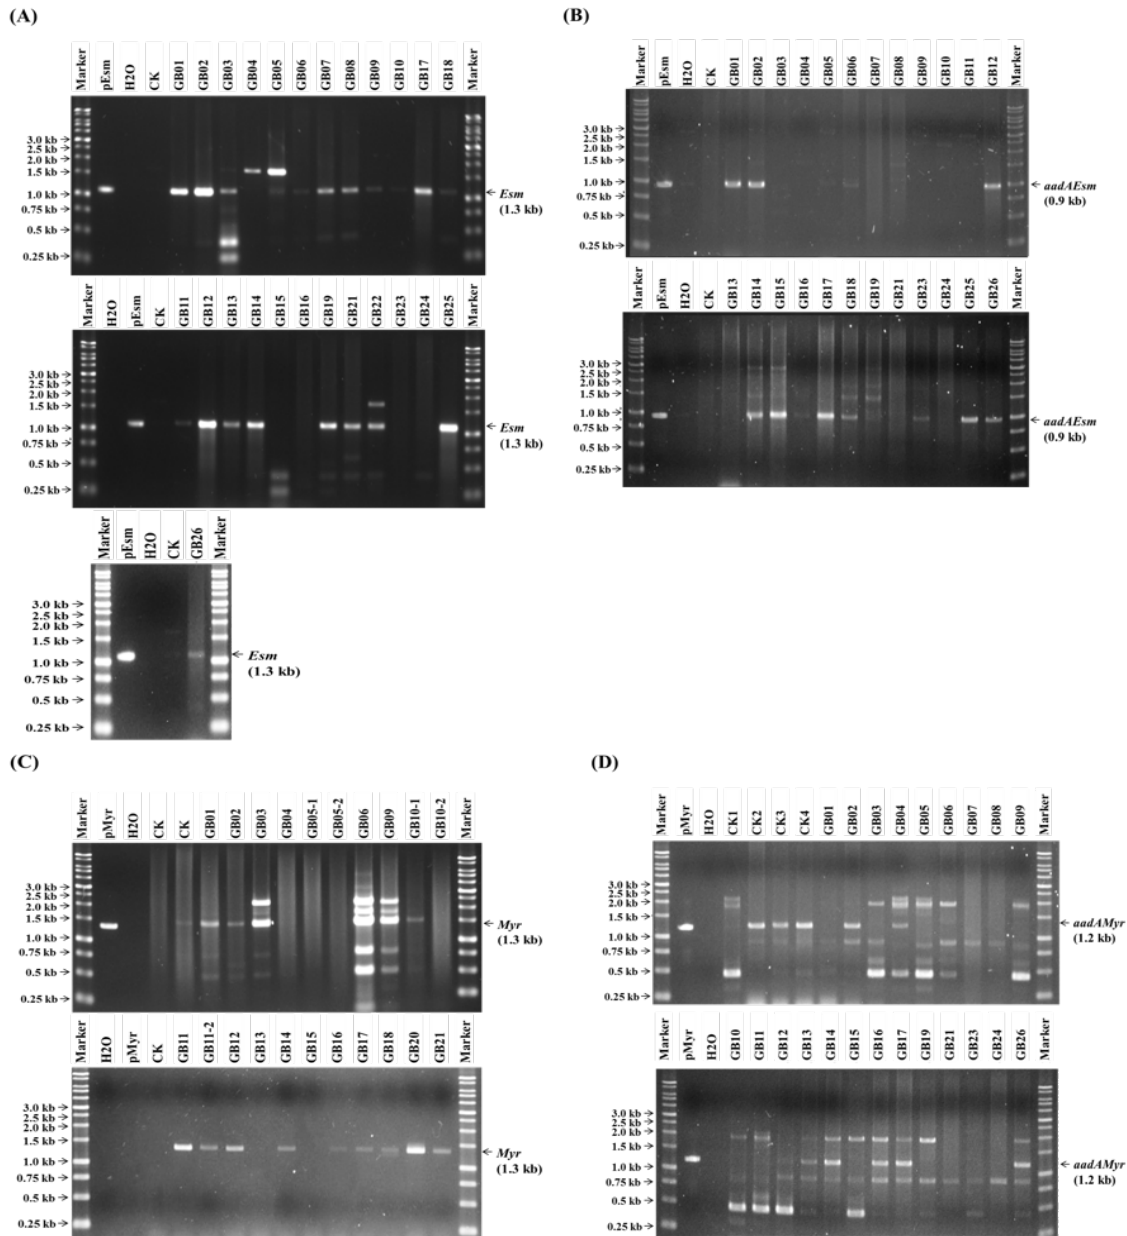 (A)
Marker pEsm H2O CK GB01 GB02 GB03 GB04 GB05 GB06 GB07 GB08 GB09 GB10 GB17 GB18 Marker
3.0 kb →
2.5 kb →
2.0 kb →
1.5 kb →
1.0 kb →
0.75 kb →
0.5 kb →
0.25 kb →
← Esm
(1.3 kb)
Marker H2O pEsm CK GB11 GB12 GB13 GB14 GB15 GB16 GB19 GB21 GB22 GB23 GB24 GB25 Marker
3.0 kb →
2.5 kb →
2.0 kb →
1.5 kb →
1.0 kb →
0.75 kb →
0.5 kb →
0.25 kb →
← Esm
(1.3 kb)
Marker pEsm H2O CK GB26 Marker
3.0 kb →
2.5 kb →
2.0 kb →
1.5 kb →
1.0 kb →
0.75 kb →
0.5 kb →
0.25 kb →
← Esm
(1.3 kb)
(B)
Marker pEsm H2O CK GB01 GB02 GB03 GB04 GB05 GB06 GB07 GB08 GB09 GB10 GB11 GB12 Marker
3.0 kb →
2.5 kb →
2.0 kb →
1.5 kb →
1.0 kb →
0.75 kb →
0.5 kb →
0.25 kb →
← aadAEsm
(0.9 kb)
Marker pEsm H2O CK GB13 GB14 GB15 GB16 GB17 GB18 GB19 GB21 GB23 GB24 GB25 GB26 Marker
3.0 kb →
2.5 kb →
2.0 kb →
1.5 kb →
1.0 kb →
0.75 kb →
0.5 kb →
0.25 kb →
← aadAEsm
(0.9 kb)
(C)
Marker pMyr H2O CK CK GB01 GB02 GB03 GB04 GB05-1 GB05-2 GB06 GB09 GB10-1 GB10-2 Marker
3.0 kb →
2.5 kb →
2.0 kb →
1.5 kb →
1.0 kb →
0.75 kb →
0.5 kb →
0.25 kb →
← Myr
(1.3 kb)
Marker H2O pMyr CK GB11 GB11-2 GB12 GB13 GB14 GB15 GB16 GB17 GB18 GB20 GB21 Marker
3.0 kb →
2.5 kb →
2.0 kb →
1.5 kb →
1.0 kb →
0.75 kb →
0.5 kb →
0.25 kb →
← Myr
(1.3 kb)
(D)
Marker pMyr H2O CK1 CK2 CK3 CK4 GB01 GB02 GB03 GB04 GB05 GB06 GB07 GB08 GB09 Marker
3.0 kb →
2.5 kb →
2.0 kb →
1.5 kb →
1.0 kb →
0.75 kb →
0.5 kb →
0.25 kb →
← aadAMyr
(1.2 kb)
Marker pMyr H2O GB10 GB11 GB12 GB13 GB14 GB15 GB16 GB17 GB19 GB21 GB23 GB24 GB26 Marker
3.0 kb →
2.5 kb →
2.0 kb →
1.5 kb →
1.0 kb →
0.75 kb →
0.5 kb →
0.25 kb →
← aadAMyr
(1.2 kb)